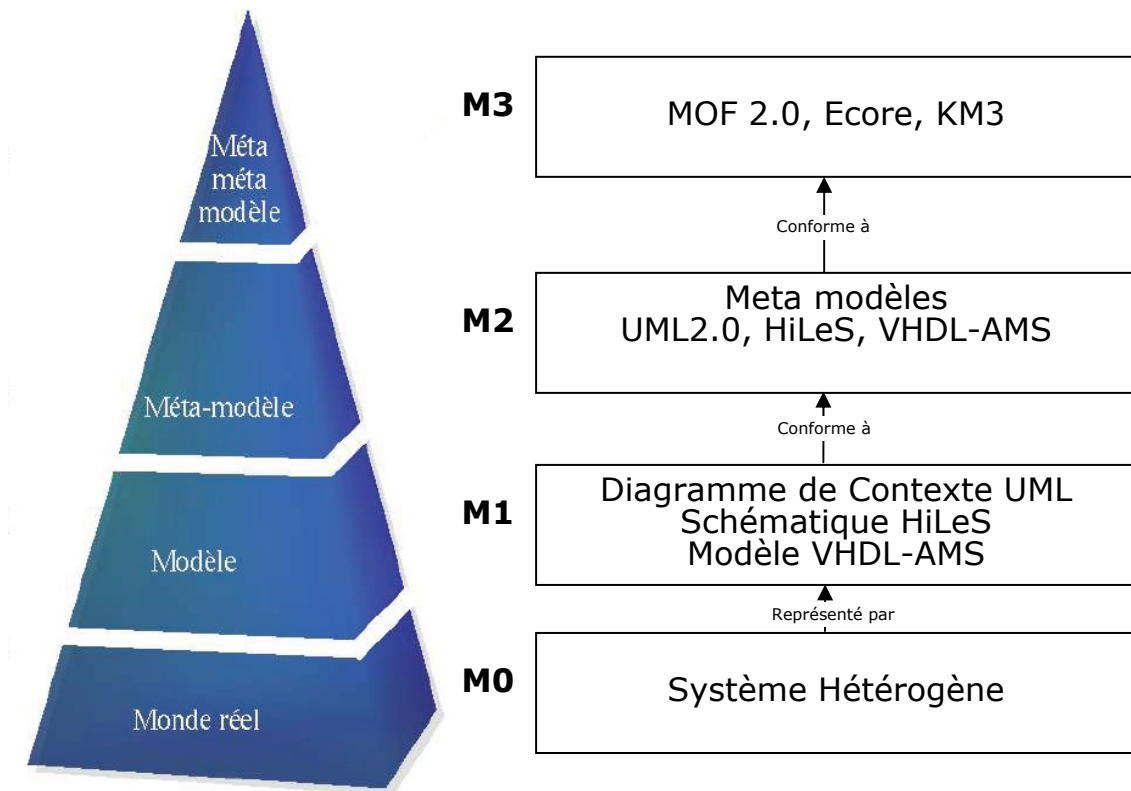 Méta
méta
modèle
Méta-modèle
Modèle
Monde réel
M3
MOF 2.0, Ecore, KM3
Conforme à
M2
Meta modèles
UML2.0, HiLeS, VHDL-AMS
Conforme à
M1
Diagramme de Contexte UML
Schématique HiLeS
Modèle VHDL-AMS
Représenté par
M0
Système Hétérogène